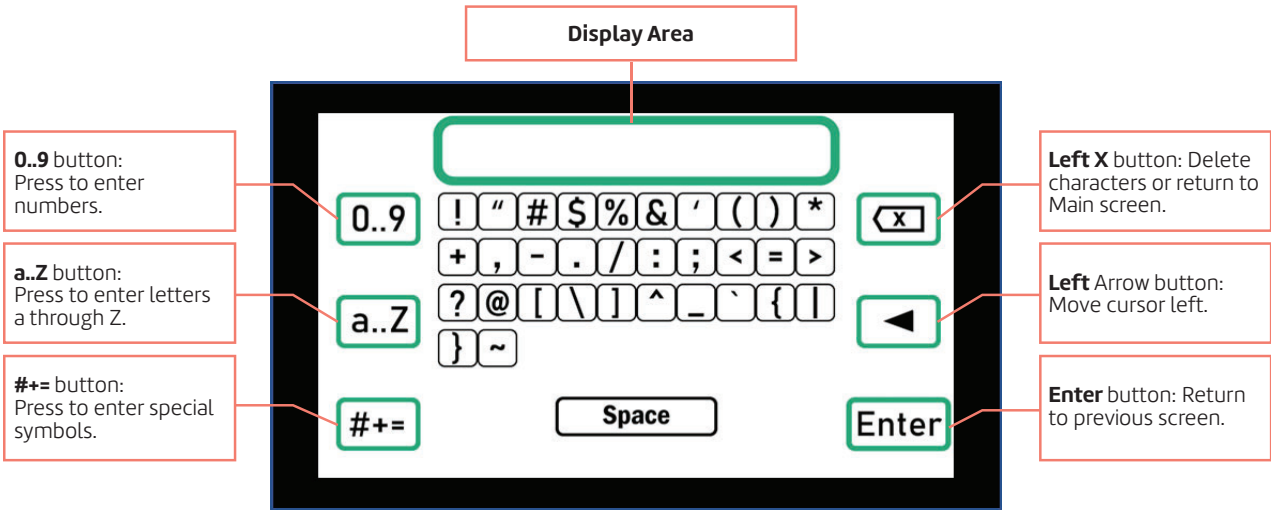 Display Area
0..9 button:
Press to enter
numbers.
a..Z button:
Press to enter letters
a through Z.
#+= button:
Press to enter special
symbols.
0..9
a..Z
#+=
! " # $ % & ' ( ) *
+ , - . / : ; < = >
? @ [ \ ] ^ _ ` { |
} ~
Space
X
Enter
Left X button: Delete
characters or return to
Main screen.
Left Arrow button:
Move cursor left.
Enter button: Return
to previous screen.